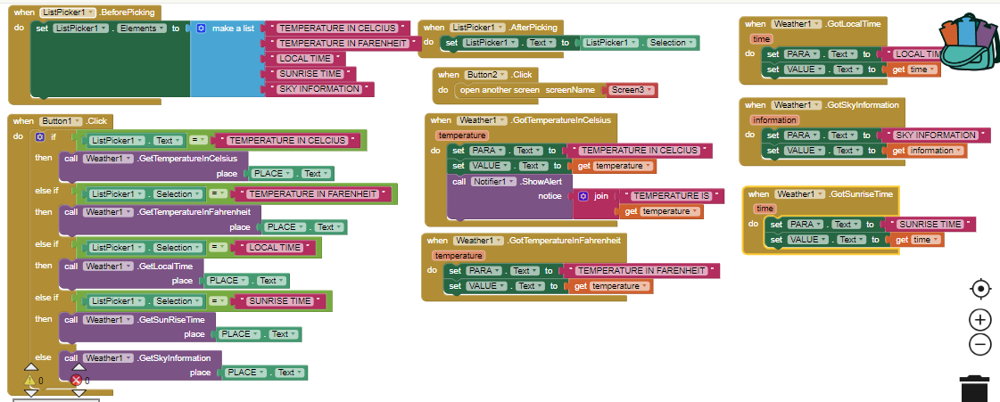 when ListPicker1 .BeforePicking
do set ListPicker1 . Elements to make a list " TEMPERATURE IN CELCIUS "
" TEMPERATURE IN FARENHEIT "
" LOCAL TIME "
" SUNRISE TIME "
" SKY INFORMATION "
when Button1 .Click
do if ListPicker1 . Text = " TEMPERATURE IN CELCIUS "
then call Weather1 .GetTemperatureInCelsius
place PLACE . Text
else if ListPicker1 . Selection = " TEMPERATURE IN FARENHEIT "
then call Weather1 .GetTemperatureInFahrenheit
place PLACE . Text
else if ListPicker1 . Selection = " LOCAL TIME "
then call Weather1 .GetLocalTime
place PLACE . Text
else if ListPicker1 . Selection = " SUNRISE TIME "
then call Weather1 .GetSunRiseTime
place PLACE . Text
else call Weather1 .GetSkyInformation
place PLACE . Text
0 0
when ListPicker1 .AfterPicking
do set ListPicker1 . Text to ListPicker1 . Selection
when Button2 .Click
do open another screen screenName Screen3
when Weather1 .GotTemperatureInCelsius
temperature
do set PARA . Text to " TEMPERATURE IN CELCIUS "
set VALUE . Text to get temperature
call Notifier1 .ShowAlert
notice join " TEMPERATURE IS "
get temperature
when Weather1 .GotTemperatureInFahrenheit
temperature
do set PARA . Text to " TEMPERATURE IN FARENHEIT "
set VALUE . Text to get temperature
when Weather1 .GotLocalTime
time
do set PARA . Text to " LOCAL TIM
set VALUE . Text to get time
when Weather1 .GotSkyInformation
information
do set PARA . Text to " SKY INFORMATION "
set VALUE . Text to get information
when Weather1 .GotSunriseTime
time
do set PARA . Text to " SUNRISE TIME "
set VALUE . Text to get time